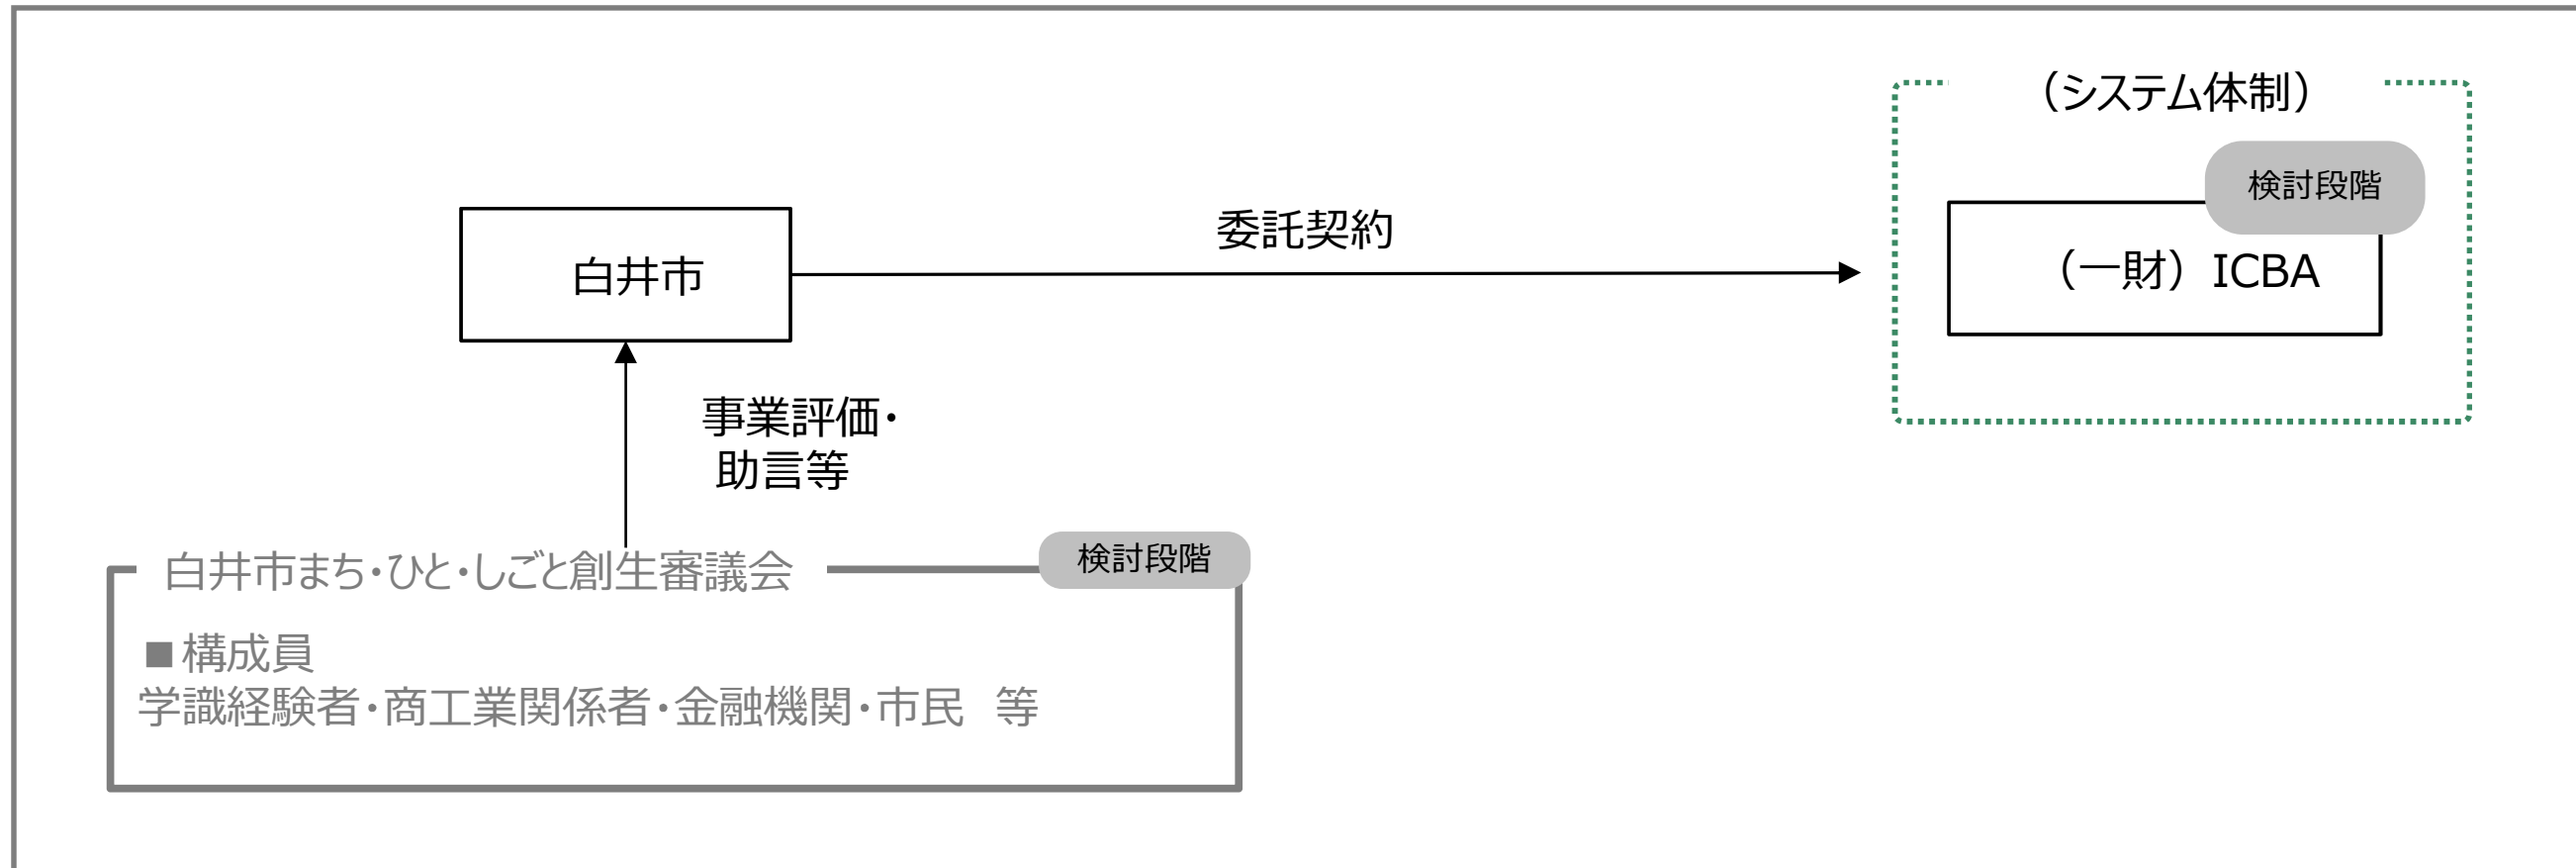 （システム体制）
検討段階
白井市
委託契約
（一財）ICBA
事業評価・
助言等
白井市まち・ひと・しごと創生審議会
検討段階
■構成員
学識経験者・商工業関係者・金融機関・市民　等